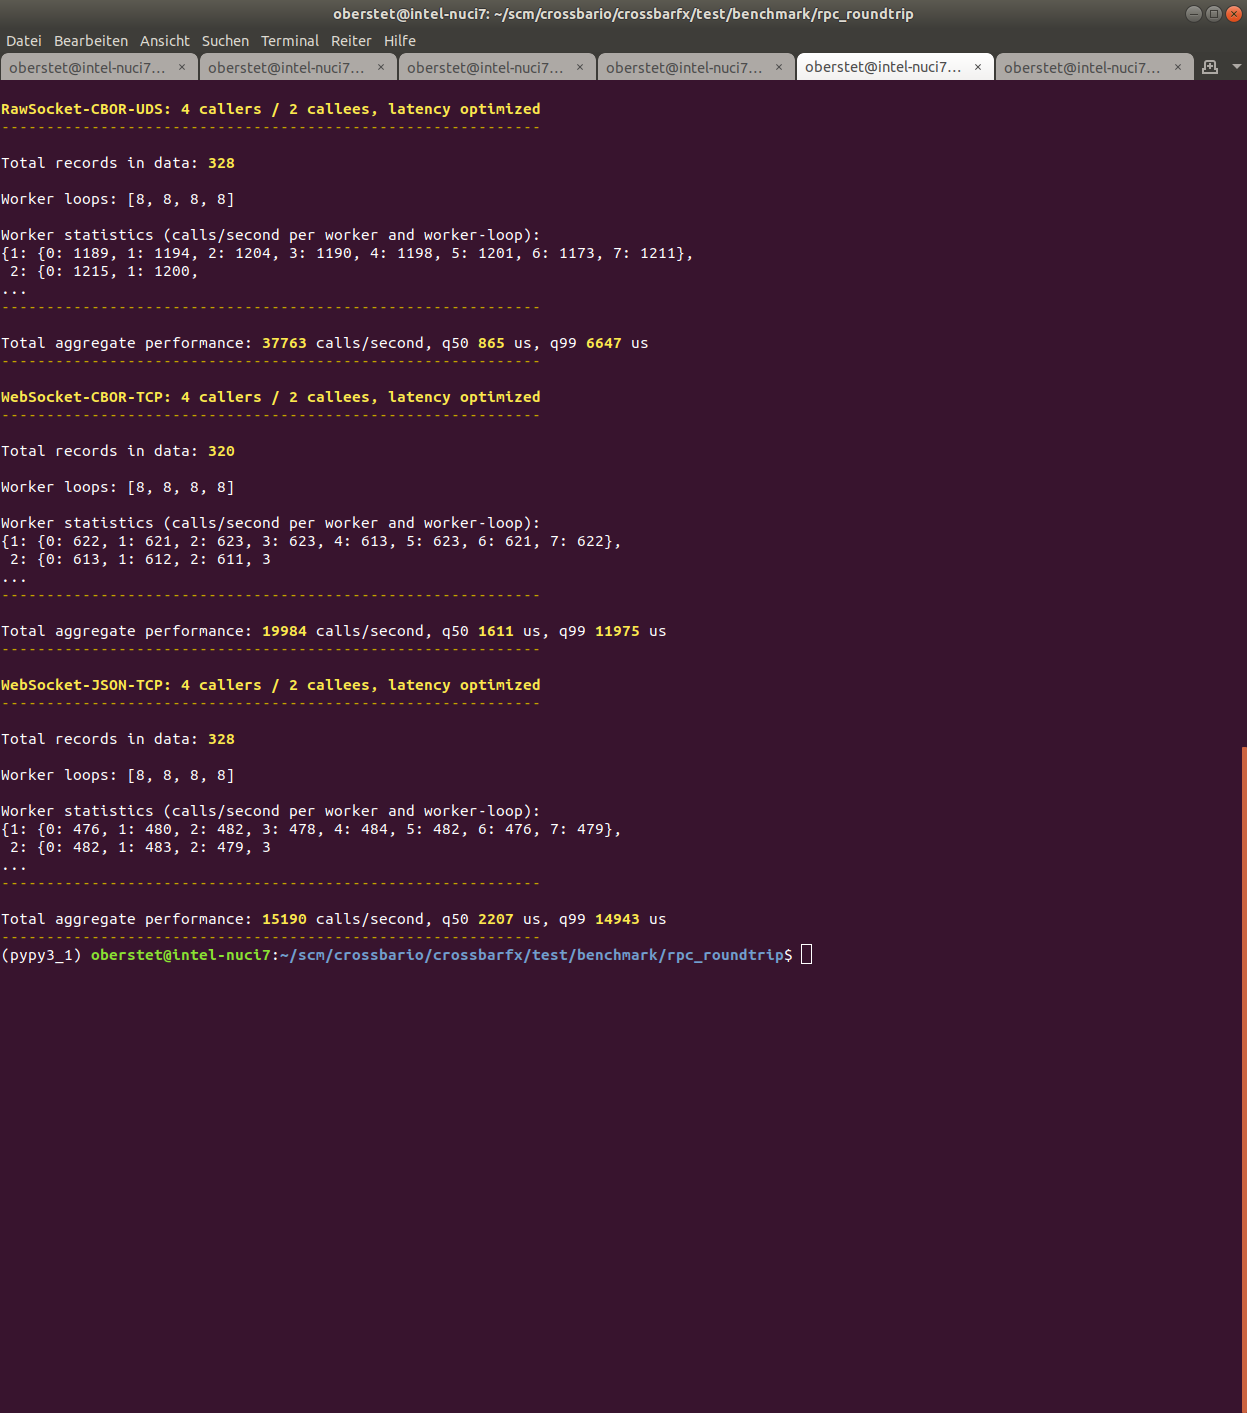 oberstet@intel-nuci7: ~/scm/crossbario/crossbarfx/test/benchmark/rpc_roundtrip
Datei Bearbeiten Ansicht Suchen Terminal Reiter Hilfe
oberstet@intel-nuci7... × oberstet@intel-nuci7... × oberstet@intel-nuci7... × oberstet@intel-nuci7... × oberstet@intel-nuci7... × oberstet@intel-nuci7... ×
RawSocket-CBOR-UDS: 4 callers / 2 callees, latency optimized
------------------------------------------------------------
Total records in data: 328
Worker loops: [8, 8, 8, 8]
Worker statistics (calls/second per worker and worker-loop):
{1: {0: 1189, 1: 1194, 2: 1204, 3: 1190, 4: 1198, 5: 1201, 6: 1173, 7: 1211},
 2: {0: 1215, 1: 1200,
...
------------------------------------------------------------
Total aggregate performance: 37763 calls/second, q50 865 us, q99 6647 us
------------------------------------------------------------
WebSocket-CBOR-TCP: 4 callers / 2 callees, latency optimized
------------------------------------------------------------
Total records in data: 320
Worker loops: [8, 8, 8, 8]
Worker statistics (calls/second per worker and worker-loop):
{1: {0: 622, 1: 621, 2: 623, 3: 623, 4: 613, 5: 623, 6: 621, 7: 622},
 2: {0: 613, 1: 612, 2: 611, 3
...
------------------------------------------------------------
Total aggregate performance: 19984 calls/second, q50 1611 us, q99 11975 us
------------------------------------------------------------
WebSocket-JSON-TCP: 4 callers / 2 callees, latency optimized
------------------------------------------------------------
Total records in data: 328
Worker loops: [8, 8, 8, 8]
Worker statistics (calls/second per worker and worker-loop):
{1: {0: 476, 1: 480, 2: 482, 3: 478, 4: 484, 5: 482, 6: 476, 7: 479},
 2: {0: 482, 1: 483, 2: 479, 3
...
------------------------------------------------------------
Total aggregate performance: 15190 calls/second, q50 2207 us, q99 14943 us
------------------------------------------------------------
(pypy3_1) oberstet@intel-nuci7:~/scm/crossbario/crossbarfx/test/benchmark/rpc_roundtrip$